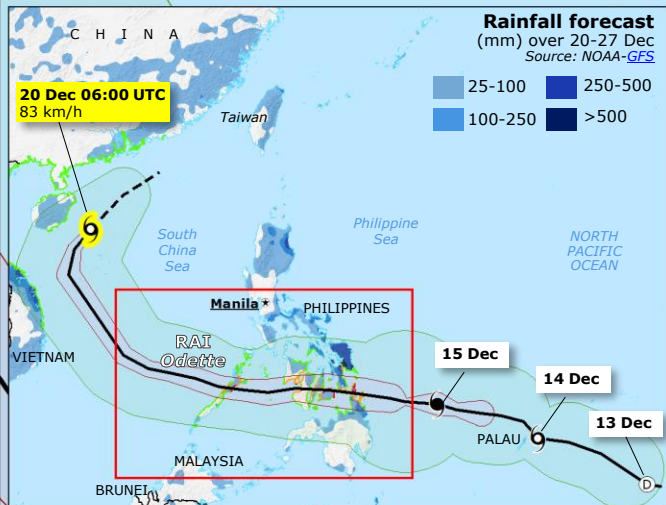 CHINA
Rainfall forecast
(mm) over 20-27 Dec
Source: NOAA-GFS
25-100
250-500
100-250
>500
20 Dec 06:00 UTC
83 km/h
Taiwan
South
China
Sea
Philippine
Sea
NORTH
PACIFIC
OCEAN
Manila *
PHILIPPINES
VIETNAM
RAI
Odette
15 Dec
14 Dec
13 Dec
PALAU
MALAYSIA
BRUNEI
D